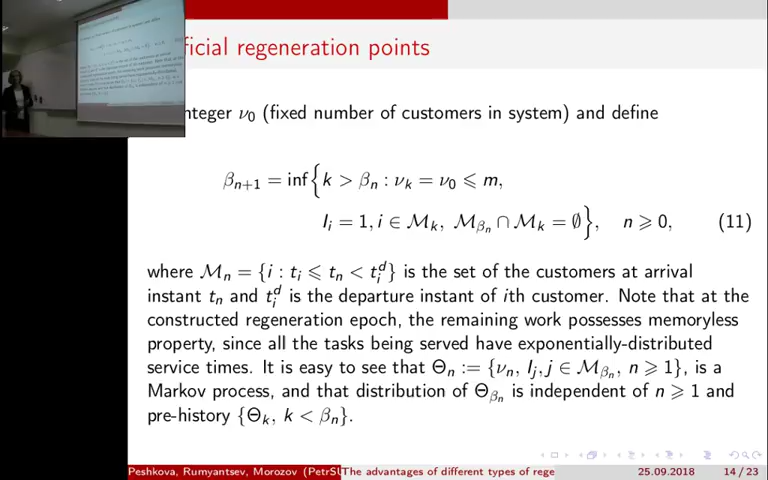 ficial regeneration points
nteger ν₀ (fixed number of customers in system) and define
βₙ₊₁ = inf{k > βₙ : νₖ = ν₀ ⩽ m,
Iᵢ = 1, i ∈ ℳₖ, ℳ_βₙ ∩ ℳₖ = ∅}, n ⩾ 0, (11)
where ℳₙ = {i : tᵢ ⩽ tₙ < tᵢᵈ} is the set of the customers at arrival
instant tₙ and tᵢᵈ is the departure instant of ith customer. Note that at the
constructed regeneration epoch, the remaining work possesses memoryless
property, since all the tasks being served have exponentially-distributed
service times. It is easy to see that Θₙ := {νₙ, Iⱼ, j ∈ ℳ_βₙ, n ⩾ 1}, is a
Markov process, and that distribution of Θ_βₙ is independent of n ⩾ 1 and
pre-history {Θₖ, k < βₙ}.
Peshkova, Rumyantsev, Morozov (PetrSU The advantages of different types of rege 25.09.2018 14 / 23